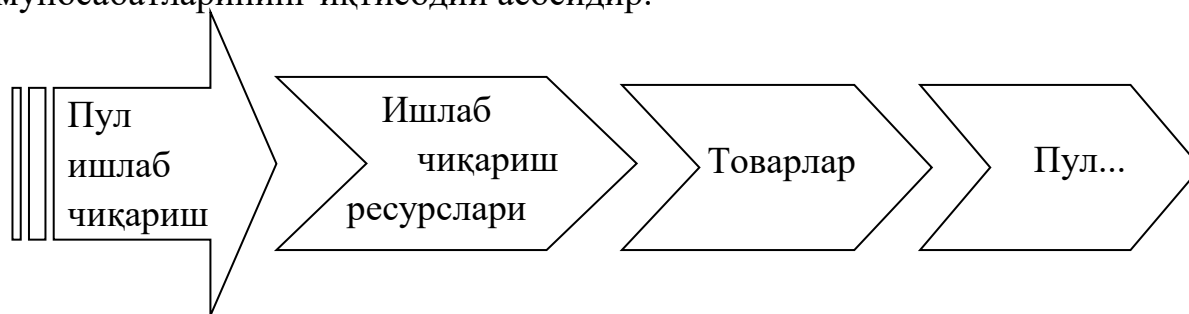 муносабатларининг иқтисодий асосидир.
Пул
ишлаб
чиқариш
Ишлаб
чиқариш
ресурслари
Товарлар
Пул...